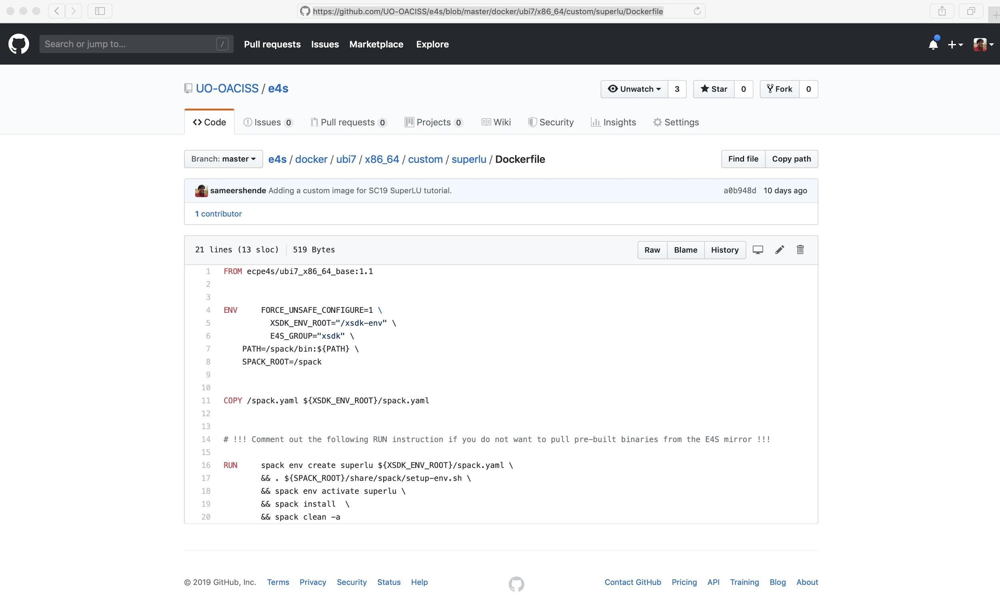 https://github.com/UO-OACISS/e4s/blob/master/docker/ubi7/x86_64/custom/superlu/Dockerfile
Search or jump to... / Pull requests Issues Marketplace Explore
UO-OACISS / e4s Unwatch 3 Star 0 Fork 0
Code Issues 0 Pull requests 0 Projects 0 Wiki Security Insights Settings
Branch: master e4s / docker / ubi7 / x86_64 / custom / superlu / Dockerfile Find file Copy path
sameershende Adding a custom image for SC19 SuperLU tutorial. a0b948d 10 days ago
1 contributor
21 lines (13 sloc) 519 Bytes Raw Blame History
1 FROM ecpe4s/ubi7_x86_64_base:1.1
2
3
4 ENV FORCE_UNSAFE_CONFIGURE=1 \
5 XSDK_ENV_ROOT="/xsdk-env" \
6 E4S_GROUP="xsdk" \
7 PATH=/spack/bin:${PATH} \
8 SPACK_ROOT=/spack
9
10
11 COPY /spack.yaml ${XSDK_ENV_ROOT}/spack.yaml
12
13
14 # !!! Comment out the following RUN instruction if you do not want to pull pre-built binaries from the E4S mirror !!!
15
16 RUN spack env create superlu ${XSDK_ENV_ROOT}/spack.yaml \
17 && . ${SPACK_ROOT}/share/spack/setup-env.sh \
18 && spack env activate superlu \
19 && spack install \
20 && spack clean -a
© 2019 GitHub, Inc. Terms Privacy Security Status Help Contact GitHub Pricing API Training Blog About